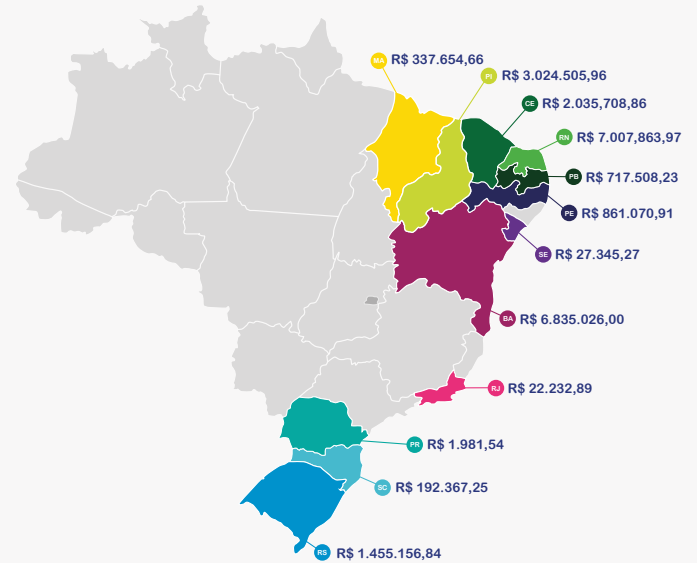 MA R$ 337.654,66
PI R$ 3.024.505,96
CE R$ 2.035,708,86
RN R$ 7.007,863,97
PB R$ 717.508,23
PE R$ 861.070,91
SE R$ 27.345,27
BA R$ 6.835.026,00
RJ R$ 22.232,89
PR R$ 1.981,54
SC R$ 192.367,25
RS R$ 1.455.156,84